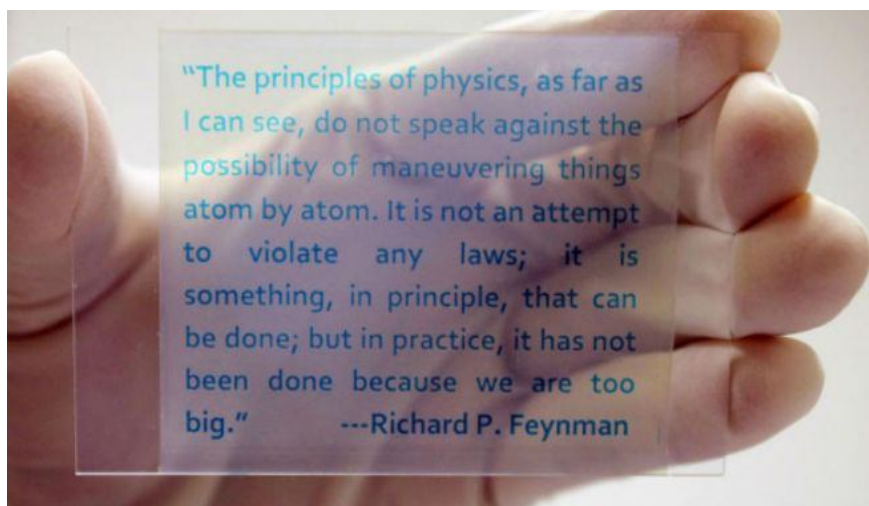 “The principles of physics, as far as
I can see, do not speak against the
possibility of maneuvering things
atom by atom. It is not an attempt
to violate any laws; it is
something, in principle, that can
be done; but in practice, it has not
been done because we are too
big.” ---Richard P. Feynman